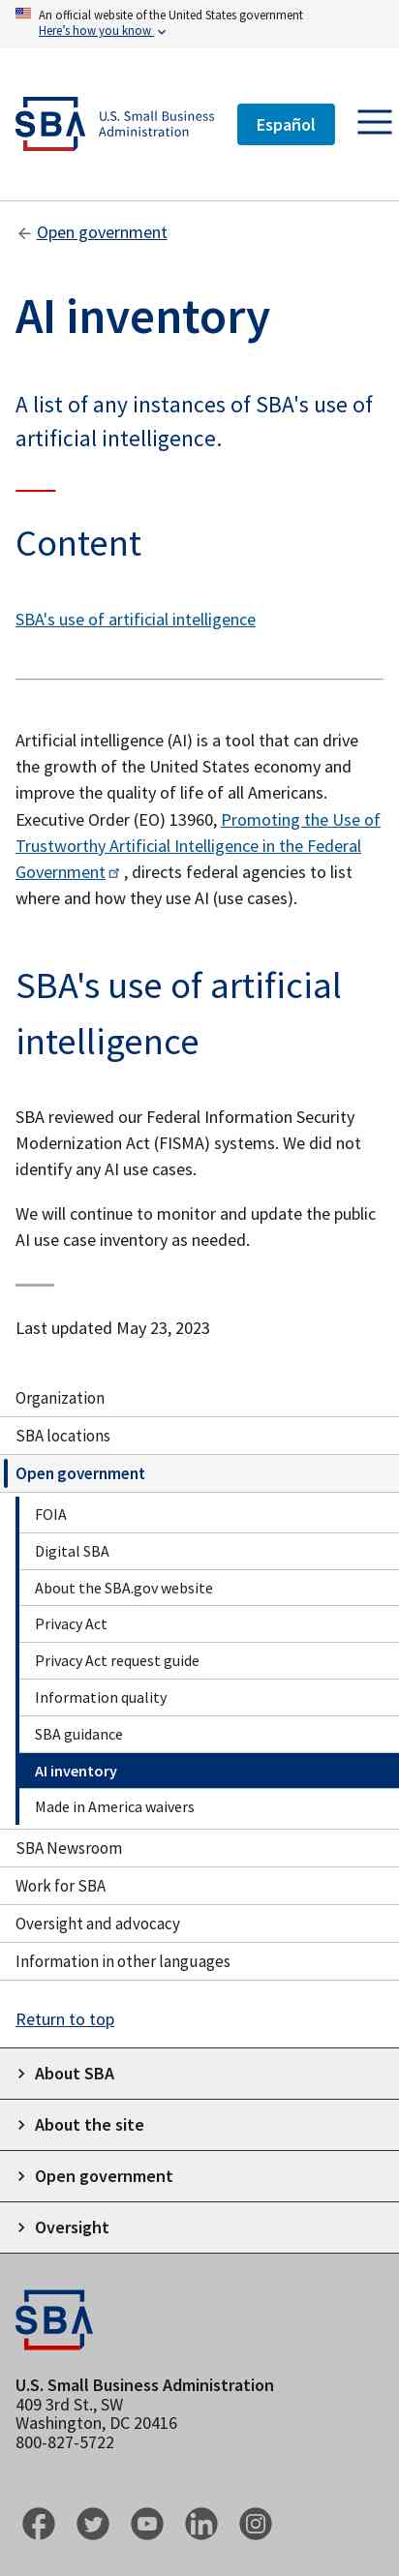 An official website of the United States government
Here's how you know
SBA
U.S. Small Business
Administration
Español
Open government
AI inventory
A list of any instances of SBA's use of
artificial intelligence.
Content
SBA's use of artificial intelligence
Artificial intelligence (AI) is a tool that can drive
the growth of the United States economy and
improve the quality of life of all Americans.
Executive Order (EO) 13960, Promoting the Use of
Trustworthy Artificial Intelligence in the Federal
Government , directs federal agencies to list
where and how they use AI (use cases).
SBA's use of artificial
intelligence
SBA reviewed our Federal Information Security
Modernization Act (FISMA) systems. We did not
identify any AI use cases.
We will continue to monitor and update the public
AI use case inventory as needed.
Last updated May 23, 2023
Organization
SBA locations
Open government
FOIA
Digital SBA
About the SBA.gov website
Privacy Act
Privacy Act request guide
Information quality
SBA guidance
AI inventory
Made in America waivers
SBA Newsroom
Work for SBA
Oversight and advocacy
Information in other languages
Return to top
About SBA
About the site
Open government
Oversight
SBA
U.S. Small Business Administration
409 3rd St., SW
Washington, DC 20416
800-827-5722